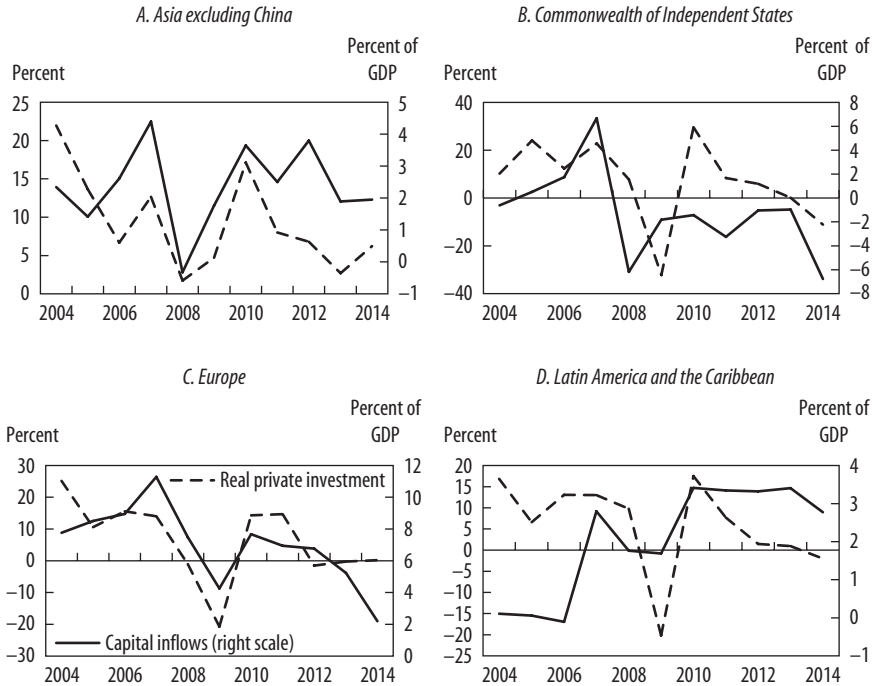 A. Asia excluding China
Percent
Percent of
GDP
25
20
15
10
5
0
5
4
3
2
1
0
–1
2004 2006 2008 2010 2012 2014
B. Commonwealth of Independent States
Percent
Percent of
GDP
40
20
0
–20
–40
8
6
4
2
0
–2
–4
–6
–8
2004 2006 2008 2010 2012 2014
C. Europe
Percent
Percent of
GDP
30
20
10
0
–10
–20
–30
12
10
8
6
4
2
0
Real private investment
Capital inflows (right scale)
2004 2006 2008 2010 2012 2014
D. Latin America and the Caribbean
Percent
Percent of
GDP
20
15
10
5
0
–5
–10
–15
–20
–25
4
3
2
1
0
–1
2004 2006 2008 2010 2012 2014